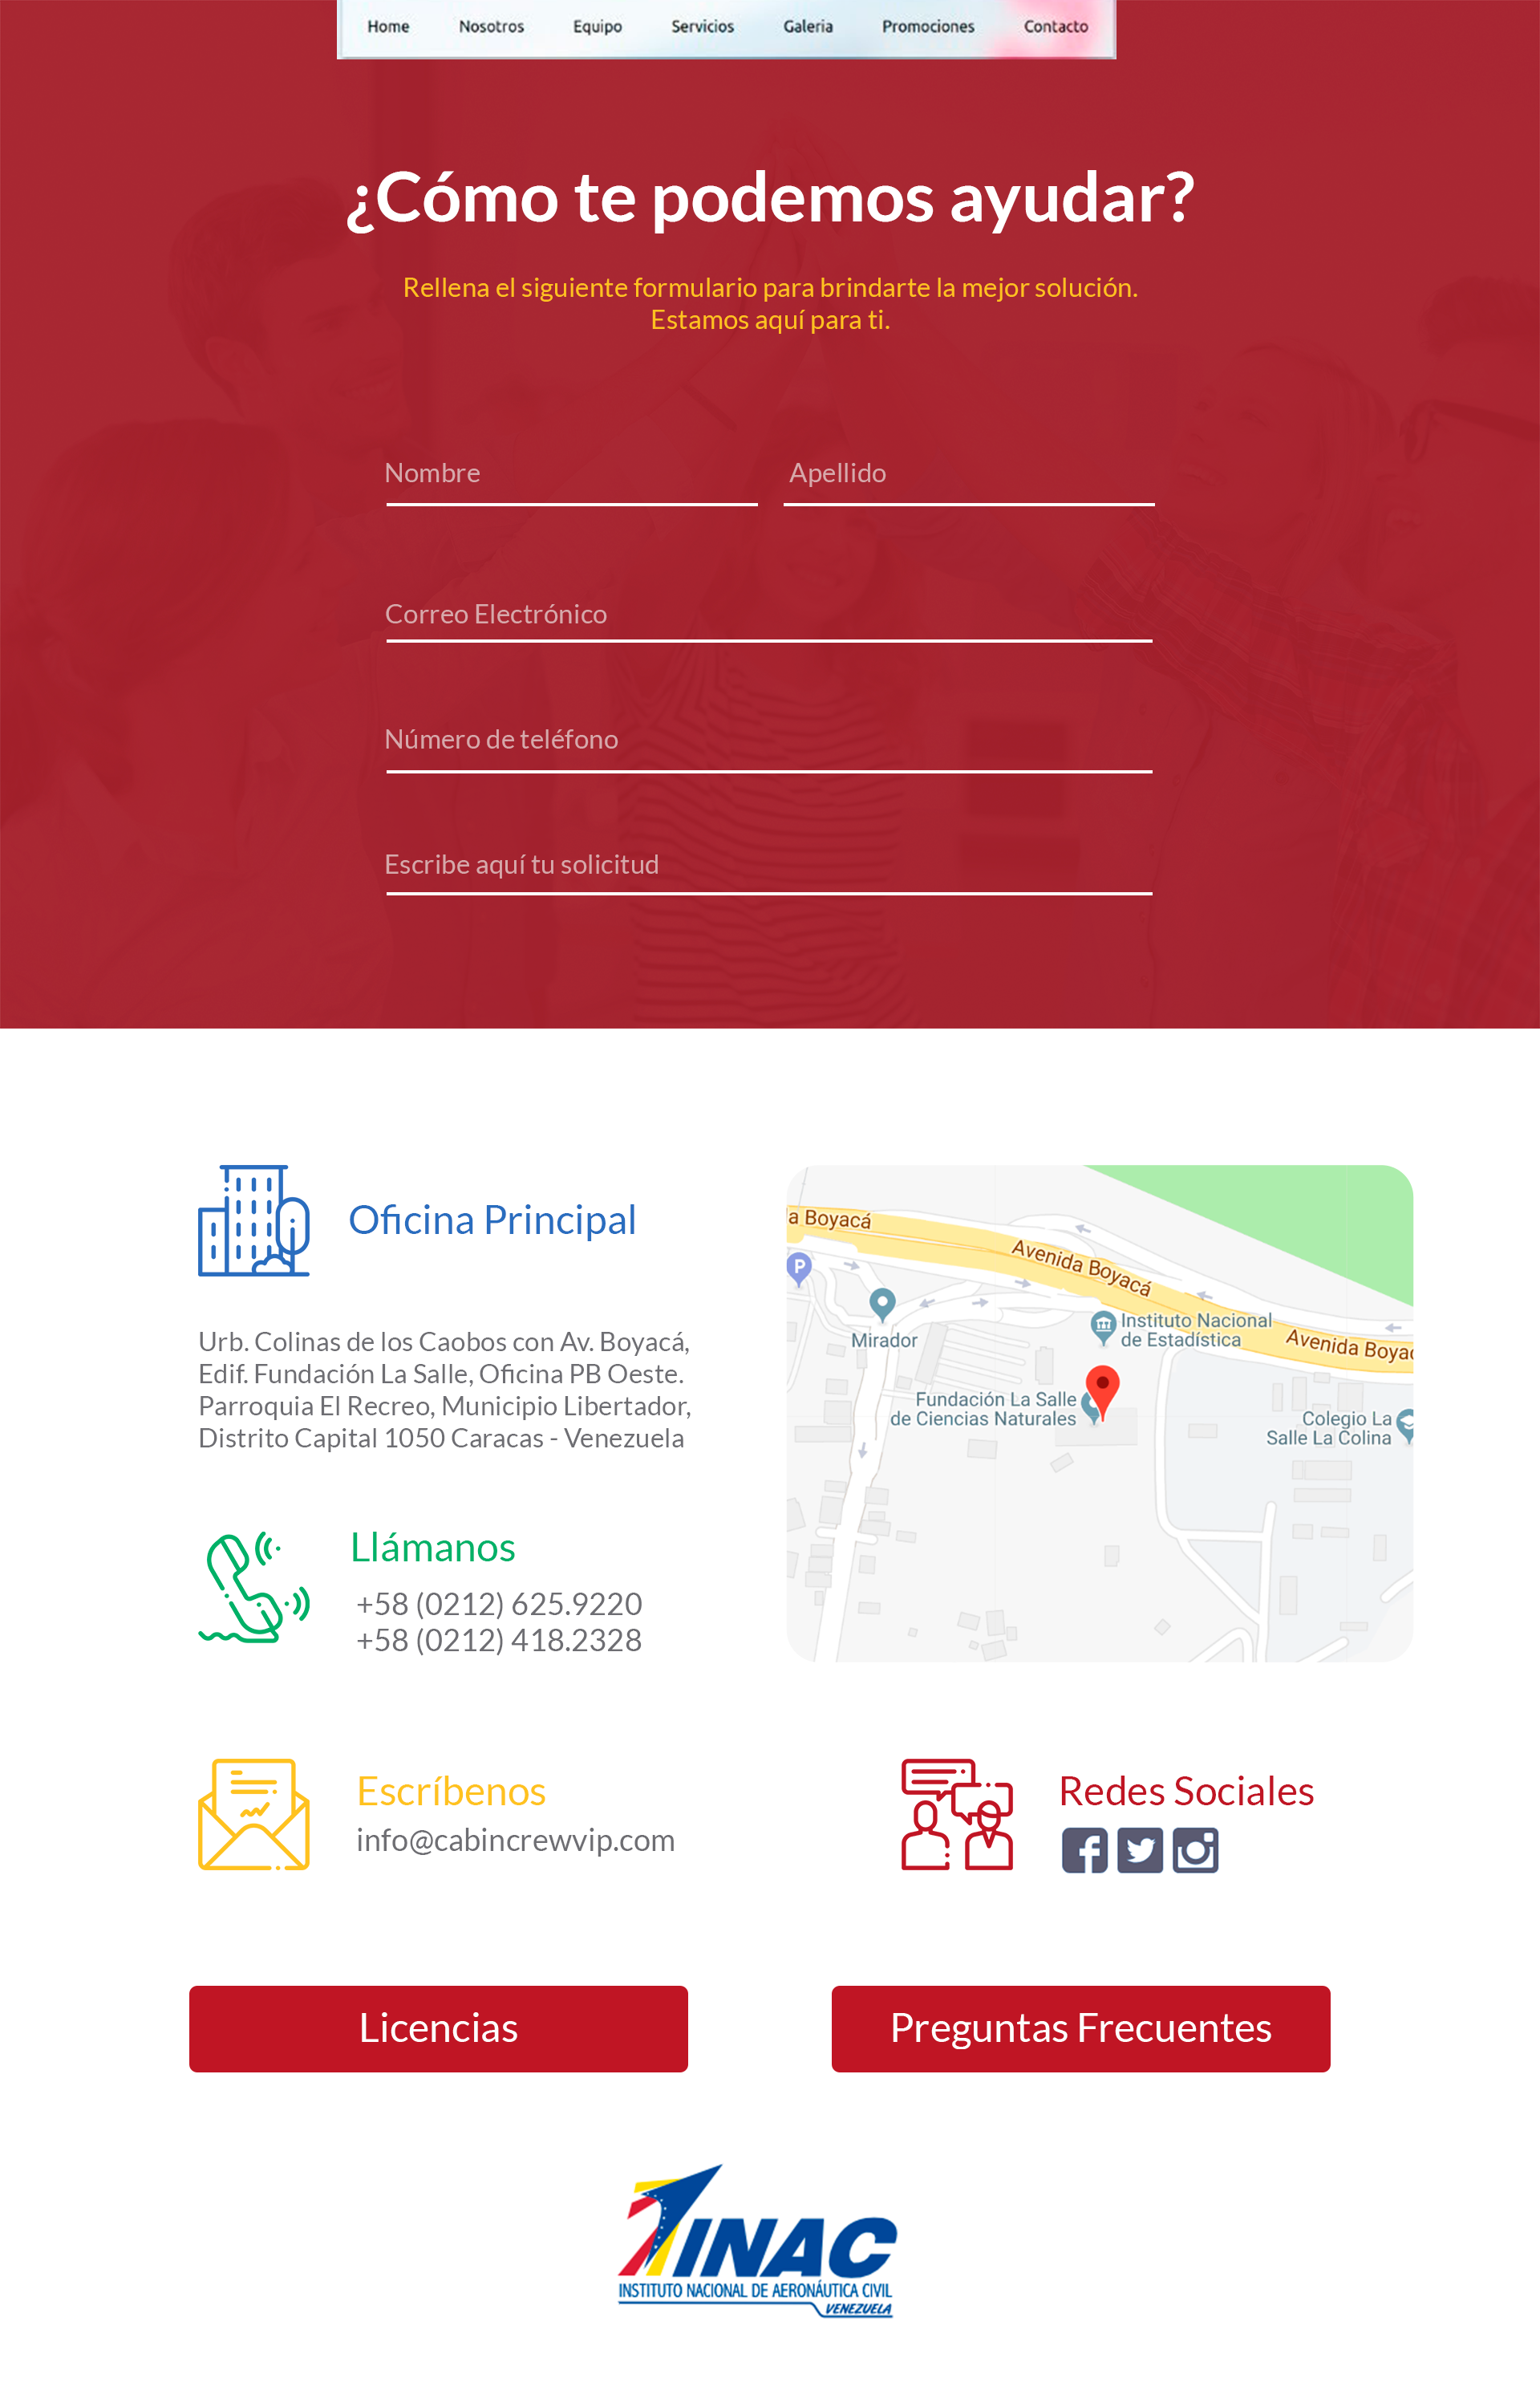 Home Nosotros Equipo Servicios Galeria Promociones Contacto
¿Cómo te podemos ayudar?
Rellena el siguiente formulario para brindarte la mejor solución.
Estamos aquí para ti.
Nombre Apellido
Correo Electrónico
Número de teléfono
Escribe aquí tu solicitud
Oficina Principal
Urb. Colinas de los Caobos con Av. Boyacá,
Edif. Fundación La Salle, Oficina PB Oeste.
Parroquia El Recreo, Municipio Libertador,
Distrito Capital 1050 Caracas - Venezuela
la Boyacá
Avenida Boyacá
P
Mirador
Instituto Nacional
de Estadística
Avenida Boyac
Fundación La Salle
de Ciencias Naturales
Colegio La
Salle La Colina
Llámanos
+58 (0212) 625.9220
+58 (0212) 418.2328
Escríbenos
info@cabincrewvip.com
Redes Sociales
Licencias
Preguntas Frecuentes
INAC
INSTITUTO NACIONAL DE AERONÁUTICA CIVIL
VENEZUELA